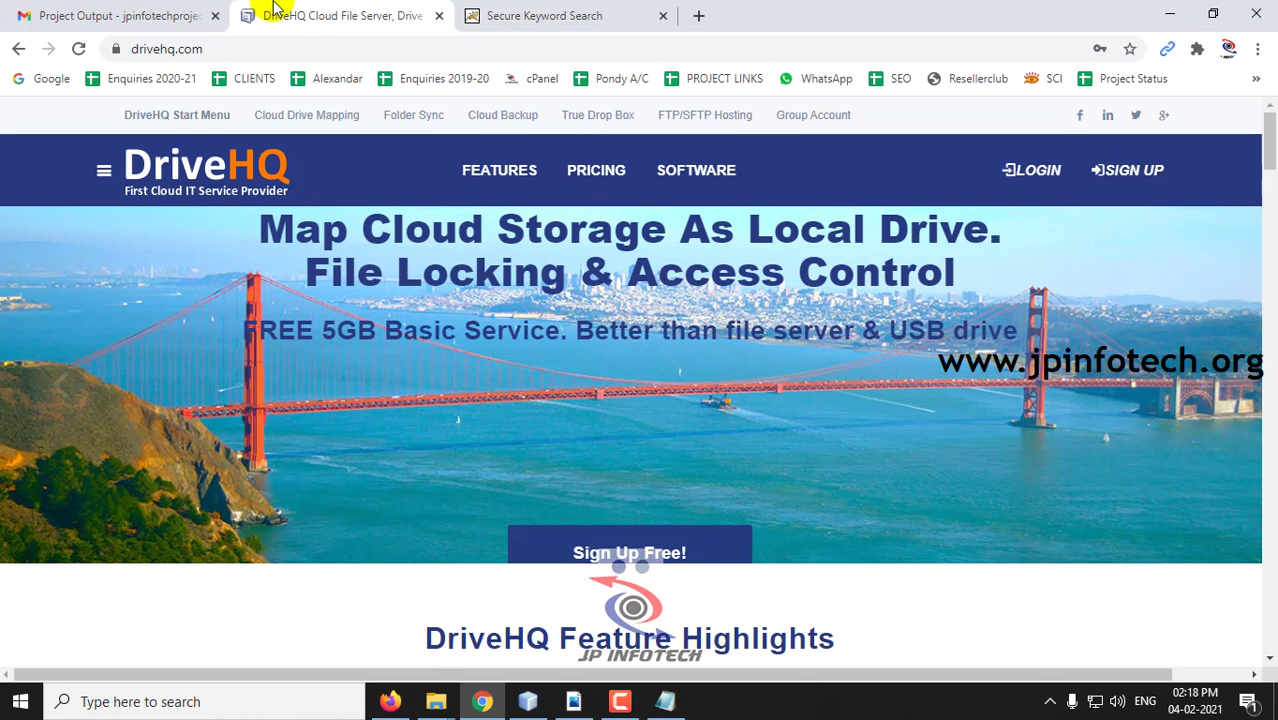 Project Output - jpinfotechprojec
DriveHQ Cloud File Server, Drive
Secure Keyword Search
drivehq.com
Google
Enquiries 2020-21
CLIENTS
Alexandar
Enquiries 2019-20
cPanel
Pondy A/C
PROJECT LINKS
WhatsApp
SEO
Resellerclub
SCI
Project Status
DriveHQ Start Menu
Cloud Drive Mapping
Folder Sync
Cloud Backup
True Drop Box
FTP/SFTP Hosting
Group Account
DriveHQ
First Cloud IT Service Provider
FEATURES
PRICING
SOFTWARE
LOGIN
SIGN UP
Map Cloud Storage As Local Drive.
File Locking & Access Control
FREE 5GB Basic Service. Better than file server & USB drive
www.jpinfotech.org
Sign Up Free!
DriveHQ Feature Highlights
JP INFOTECH
Type here to search
ENG
02:18 PM
04-02-2021
1